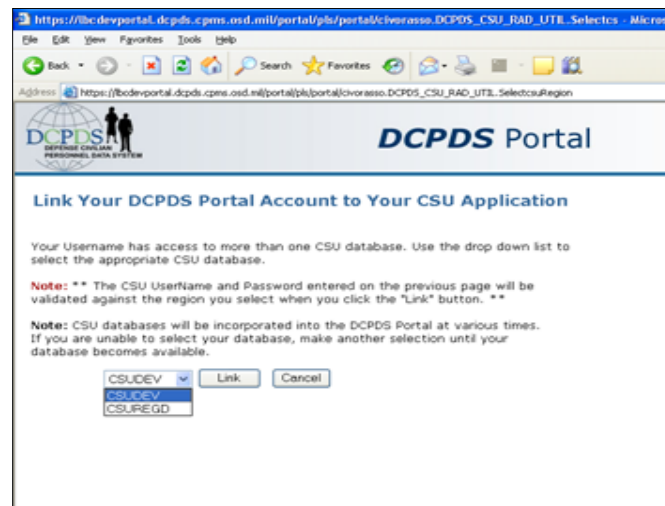 https://lbcdevportal.dcpds.cpms.osd.mil/portal/pls/portal/civorasso.DCPDS_CSU_RAD_UTIL.Selectcs - Micros
File Edit View Favorites Tools Help
Back Search Favorites
Address https://lbcdevportal.dcpds.cpms.osd.mil/portal/pls/portal/civorasso.DCPDS_CSU_RAD_UTIL.SelectcsuRegion
DCPDS
DEFENSE CIVILIAN
PERSONNEL DATA SYSTEM
DCPDS Portal
Link Your DCPDS Portal Account to Your CSU Application
Your Username has access to more than one CSU database. Use the drop down list to
select the appropriate CSU database.
Note: ** The CSU UserName and Password entered on the previous page will be
validated against the region you select when you click the "Link" button. **
Note: CSU databases will be incorporated into the DCPDS Portal at various times.
If you are unable to select your database, make another selection until your
database becomes available.
CSUDEV Link Cancel
CSUDEV
CSUREGD